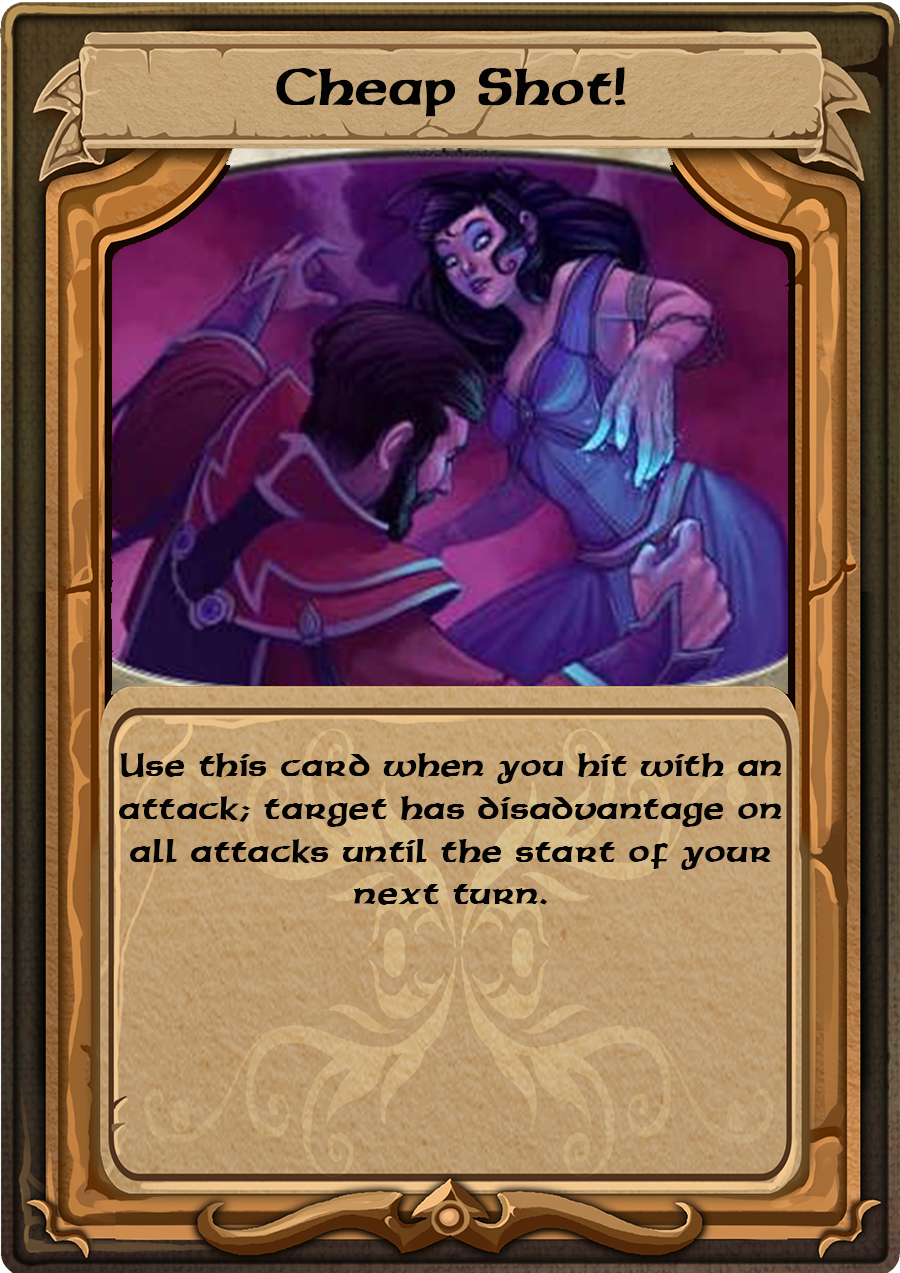 Cheap Shot!
Use this card when you hit with an
attack; target has disadvantage on
all attacks until the start of your
next turn.